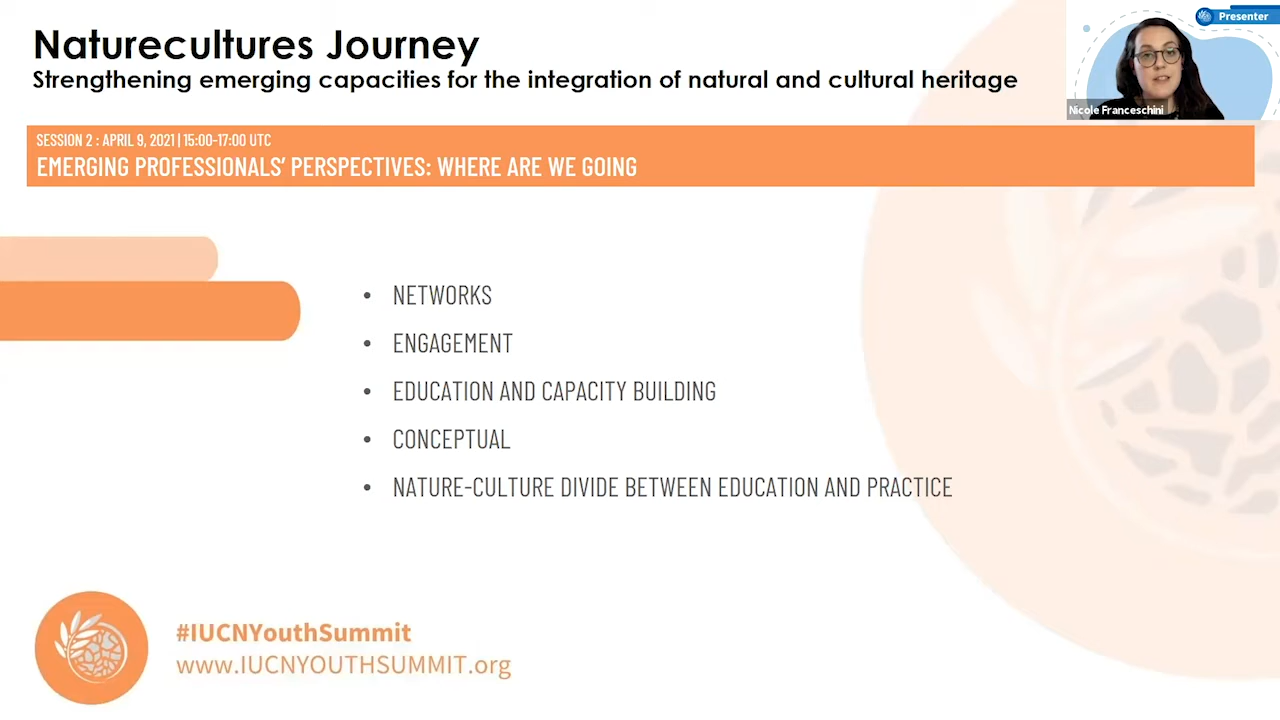 Naturecultures Journey
Strengthening emerging capacities for the integration of natural and cultural heritage
Presenter
Nicole Franceschini
SESSION 2 : APRIL 9, 2021 | 15:00-17:00 UTC
EMERGING PROFESSIONALS' PERSPECTIVES: WHERE ARE WE GOING
• NETWORKS
• ENGAGEMENT
• EDUCATION AND CAPACITY BUILDING
• CONCEPTUAL
• NATURE-CULTURE DIVIDE BETWEEN EDUCATION AND PRACTICE
#IUCNYouthSummit
www.IUCNYOUTHSUMMIT.org